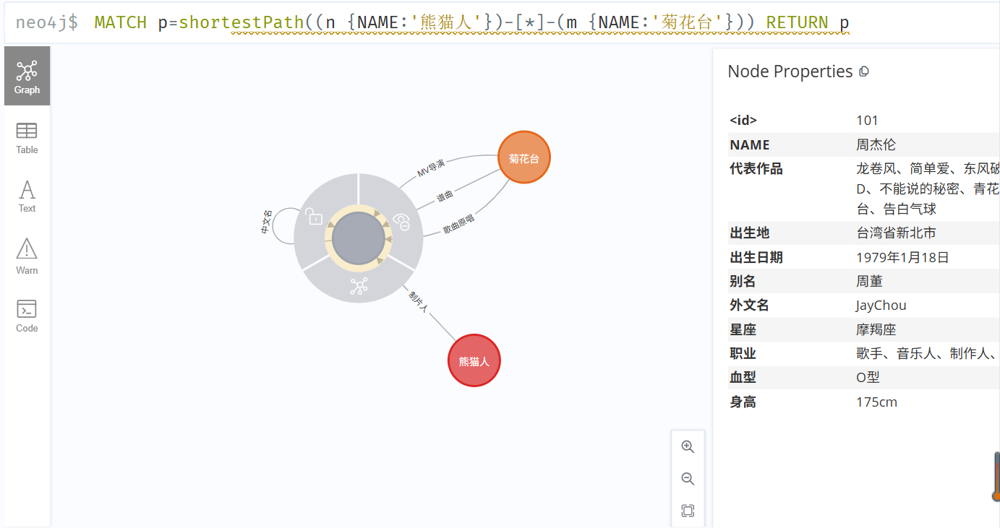 neo4j$ MATCH p=shortestPath((n {NAME:'熊猫人'})-[*]-(m {NAME:'菊花台'})) RETURN p
Graph
Table
Text
Warn
Code
菊花台
MV导演
谱曲
歌曲原唱
中文名
制片人
熊猫人
Node Properties
<id> 101
NAME 周杰伦
代表作品 龙卷风、简单爱、东风破
D、不能说的秘密、青花
台、告白气球
出生地 台湾省新北市
出生日期 1979年1月18日
别名 周董
外文名 JayChou
星座 摩羯座
职业 歌手、音乐人、制作人、
血型 O型
身高 175cm